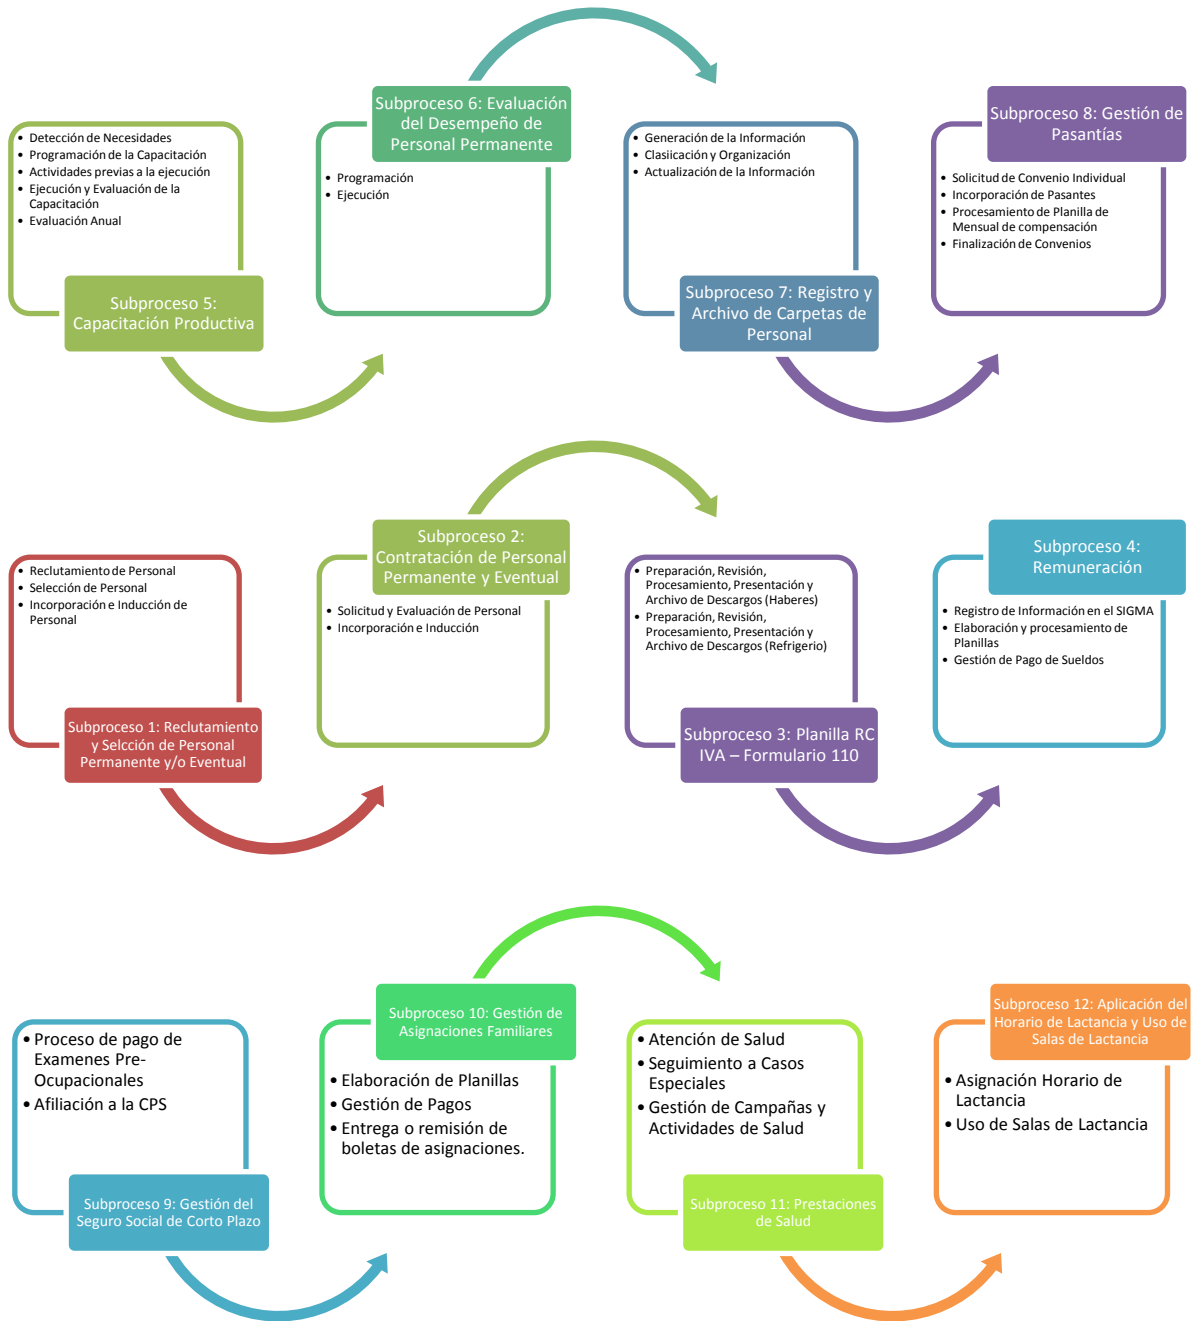 • Detección de Necesidades
• Programación de la Capacitación
• Actividades previas a la ejecución
• Ejecución y Evaluación de la
Capacitación
• Evaluación Anual
Subproceso 5:
Capacitación Productiva
Subproceso 6: Evaluación
del Desempeño de
Personal Permanente
• Programación
• Ejecución
• Generación de la Información
• Clasiicación y Organización
• Actualización de la Información
Subproceso 7: Registro y
Archivo de Carpetas de
Personal
Subproceso 8: Gestión de
Pasantías
• Solicitud de Convenio Individual
• Incorporación de Pasantes
• Procesamiento de Planilla de
Mensual de compensación
• Finalización de Convenios
• Reclutamiento de Personal
• Selección de Personal
• Incorporación e Inducción de
Personal
Subproceso 1: Reclutamiento
y Selcción de Personal
Permanente y/o Eventual
Subproceso 2:
Contratación de Personal
Permanente y Eventual
• Solicitud y Evaluación de Personal
• Incorporación e Inducción
• Preparación, Revisión,
Procesamiento, Presentación y
Archivo de Descargos (Haberes)
• Preparación, Revisión,
Procesamiento, Presentación y
Archivo de Descargos (Refrigerio)
Subproceso 3: Planilla RC
IVA – Formulario 110
Subproceso 4:
Remuneración
• Registro de Información en el SIGMA
• Elaboración y procesamiento de
Planillas
• Gestión de Pago de Sueldos
• Proceso de pago de
Examenes Pre-
Ocupacionales
• Afiliación a la CPS
Subproceso 9: Gestión del
Seguro Social de Corto Plazo
Subproceso 10: Gestión de
Asignaciones Familiares
• Elaboración de Planillas
• Gestión de Pagos
• Entrega o remisión de
boletas de asignaciones.
• Atención de Salud
• Seguimiento a Casos
Especiales
• Gestión de Campañas y
Actividades de Salud
Subproceso 11: Prestaciones
de Salud
Subproceso 12: Aplicación del
Horario de Lactancia y Uso de
Salas de Lactancia
• Asignación Horario de
Lactancia
• Uso de Salas de Lactancia